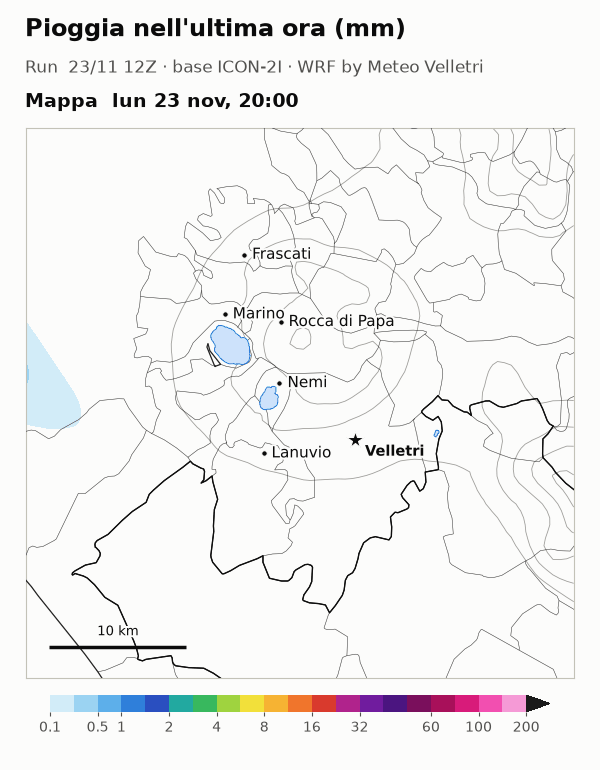 Pioggia nell'ultima ora (mm)
Run  23/11 12Z · base ICON-2I · WRF by Meteo Velletri
Mappa  lun 23 nov, 20:00
Frascati
Marino
Rocca di Papa
Nemi
Velletri
Lanuvio
10 km
0.1 0.5 1 2 4 8 16 32 60 100 200